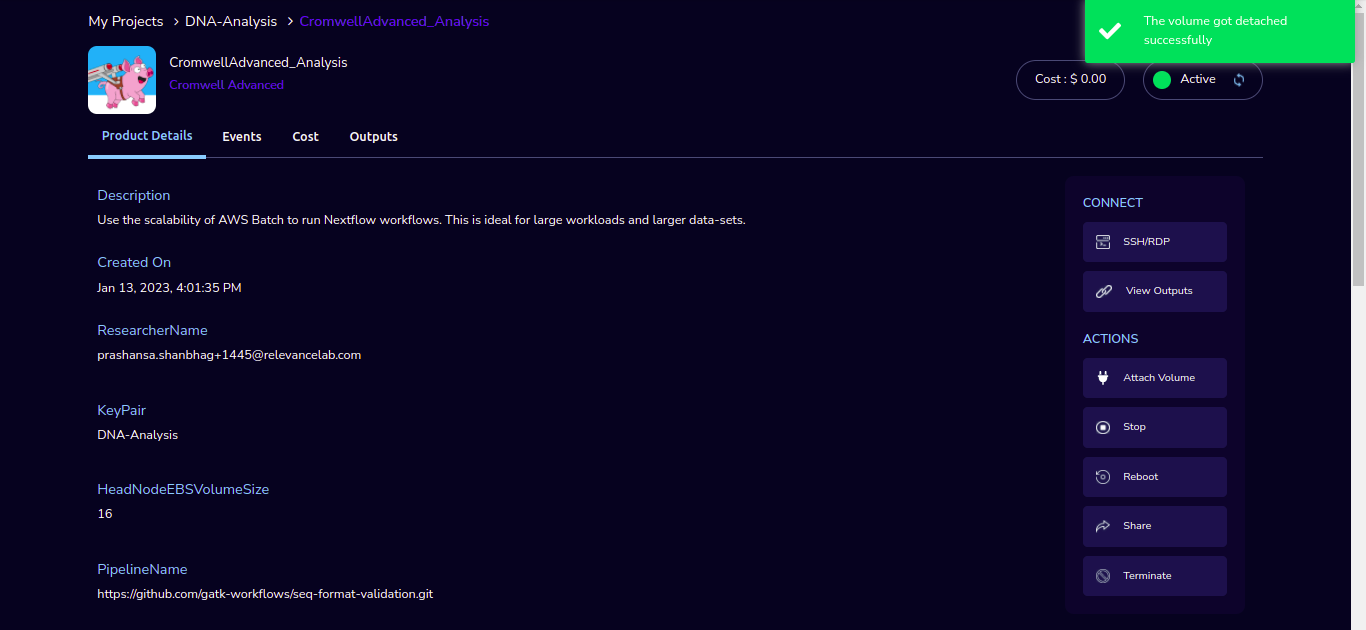 My Projects > DNA-Analysis > CromwellAdvanced_Analysis
The volume got detached
successfully
CromwellAdvanced_Analysis
Cromwell Advanced
Cost : $ 0.00
Active
Product Details Events Cost Outputs
Description
Use the scalability of AWS Batch to run Nextflow workflows. This is ideal for large workloads and larger data-sets.
Created On
Jan 13, 2023, 4:01:35 PM
ResearcherName
prashansa.shanbhag+1445@relevancelab.com
KeyPair
DNA-Analysis
HeadNodeEBSVolumeSize
16
PipelineName
https://github.com/gatk-workflows/seq-format-validation.git
CONNECT
SSH/RDP
View Outputs
ACTIONS
Attach Volume
Stop
Reboot
Share
Terminate